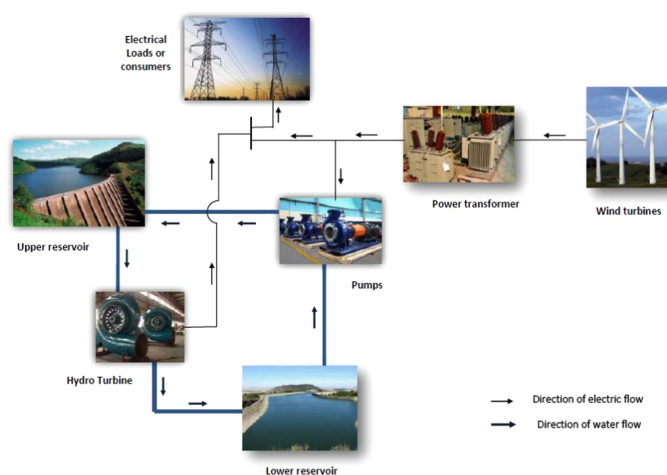 Electrical
Loads or
consumers
Power transformer
Wind turbines
Upper reservoir
Pumps
Hydro Turbine
Direction of electric flow
Direction of water flow
Lower reservoir